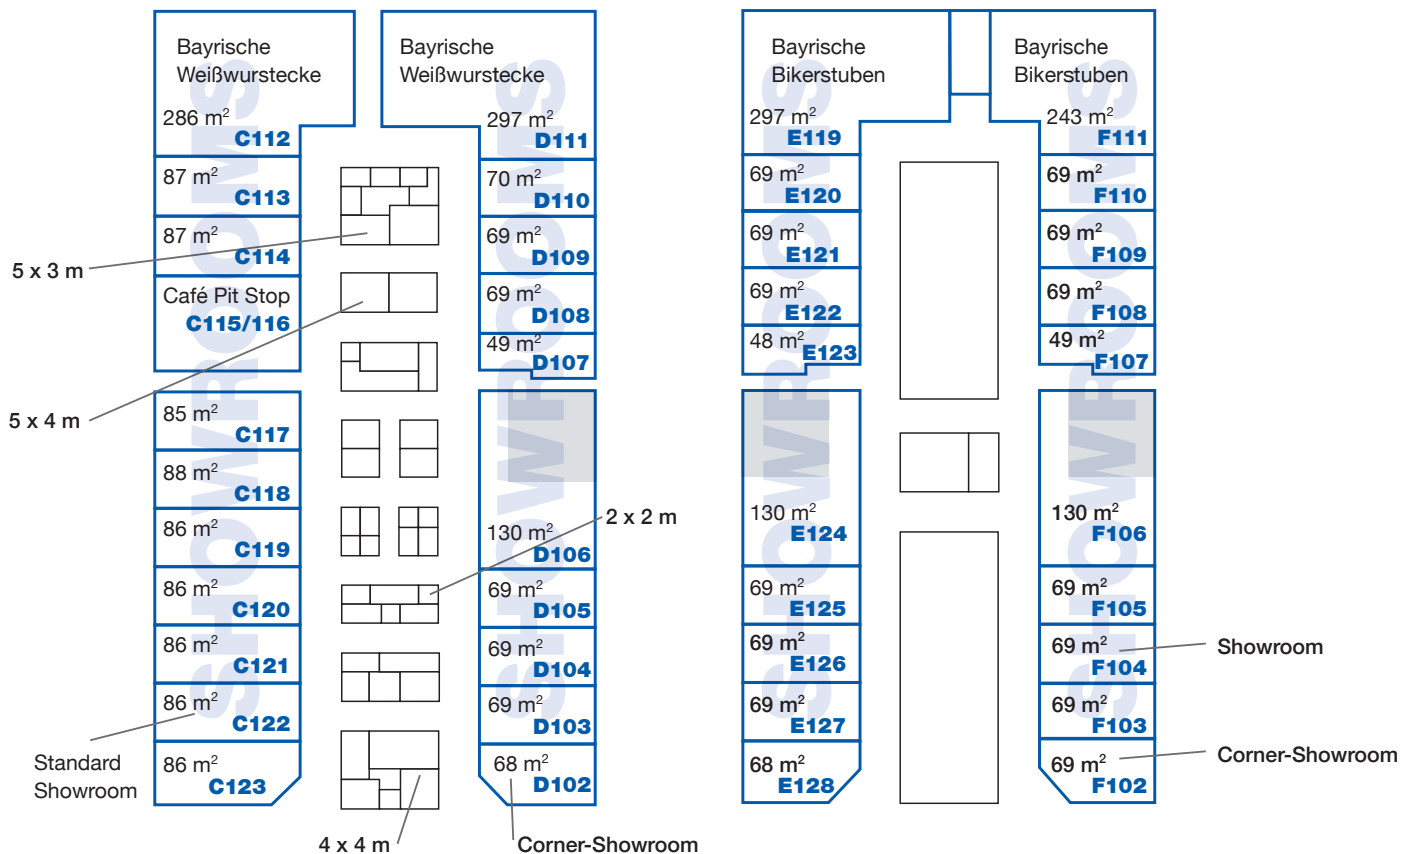 Bayrische
Weißwurstecke
286 m²
C112
87 m²
C113
87 m²
C114
Café Pit Stop
C115/116
85 m²
C117
88 m²
C118
86 m²
C119
86 m²
C120
86 m²
C121
86 m²
C122
86 m²
C123
SHOWROOMS
5 x 3 m
5 x 4 m
Standard
Showroom
4 x 4 m
2 x 2 m
Bayrische
Weißwurstecke
297 m²
D111
70 m²
D110
69 m²
D109
69 m²
D108
49 m²
D107
130 m²
D106
69 m²
D105
69 m²
D104
69 m²
D103
68 m²
D102
SHOWROOMS
Corner-Showroom
Bayrische
Bikerstuben
297 m²
E119
69 m²
E120
69 m²
E121
69 m²
E122
48 m²
E123
130 m²
E124
69 m²
E125
69 m²
E126
69 m²
E127
68 m²
E128
SHOWROOMS
Bayrische
Bikerstuben
243 m²
F111
69 m²
F110
69 m²
F109
69 m²
F108
49 m²
F107
130 m²
F106
69 m²
F105
69 m²
F104
69 m²
F103
69 m²
F102
SHOWROOMS
Showroom
Corner-Showroom